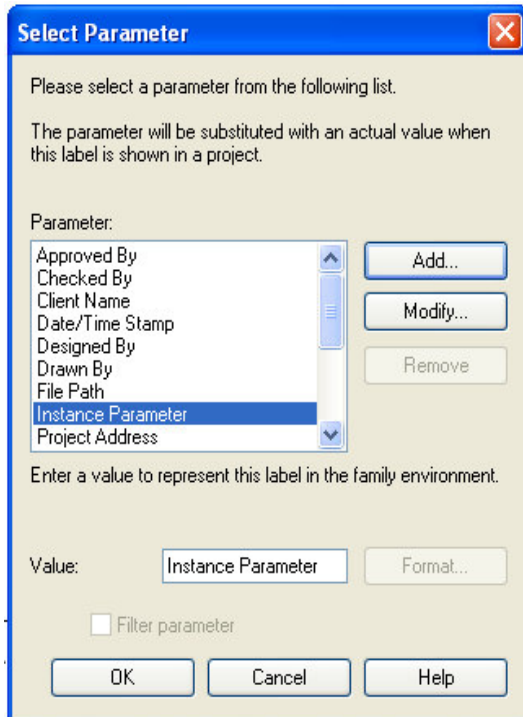 Select Parameter
Please select a parameter from the following list.
The parameter will be substituted with an actual value when
this label is shown in a project.
Parameter:
Approved By
Checked By
Client Name
Date/Time Stamp
Designed By
Drawn By
File Path
Instance Parameter
Project Address
Add...
Modify...
Remove
Enter a value to represent this label in the family environment.
Value:
Instance Parameter
Format...
Filter parameter
OK
Cancel
Help